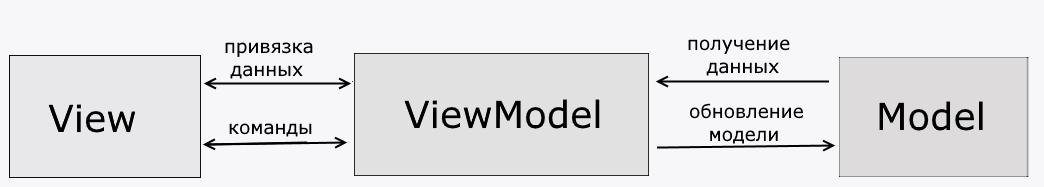 привязка
данных
получение
данных
View
ViewModel
Model
команды
обновление
модели